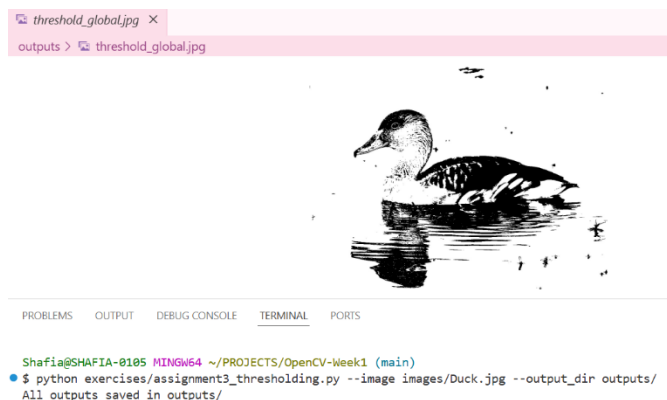 threshold_global.jpg ×
outputs > threshold_global.jpg
PROBLEMS OUTPUT DEBUG CONSOLE TERMINAL PORTS
Shafia@SHAFIA-0105 MINGW64 ~/PROJECTS/OpenCV-Week1 (main)
$ python exercises/assignment3_thresholding.py --image images/Duck.jpg --output_dir outputs/
All outputs saved in outputs/